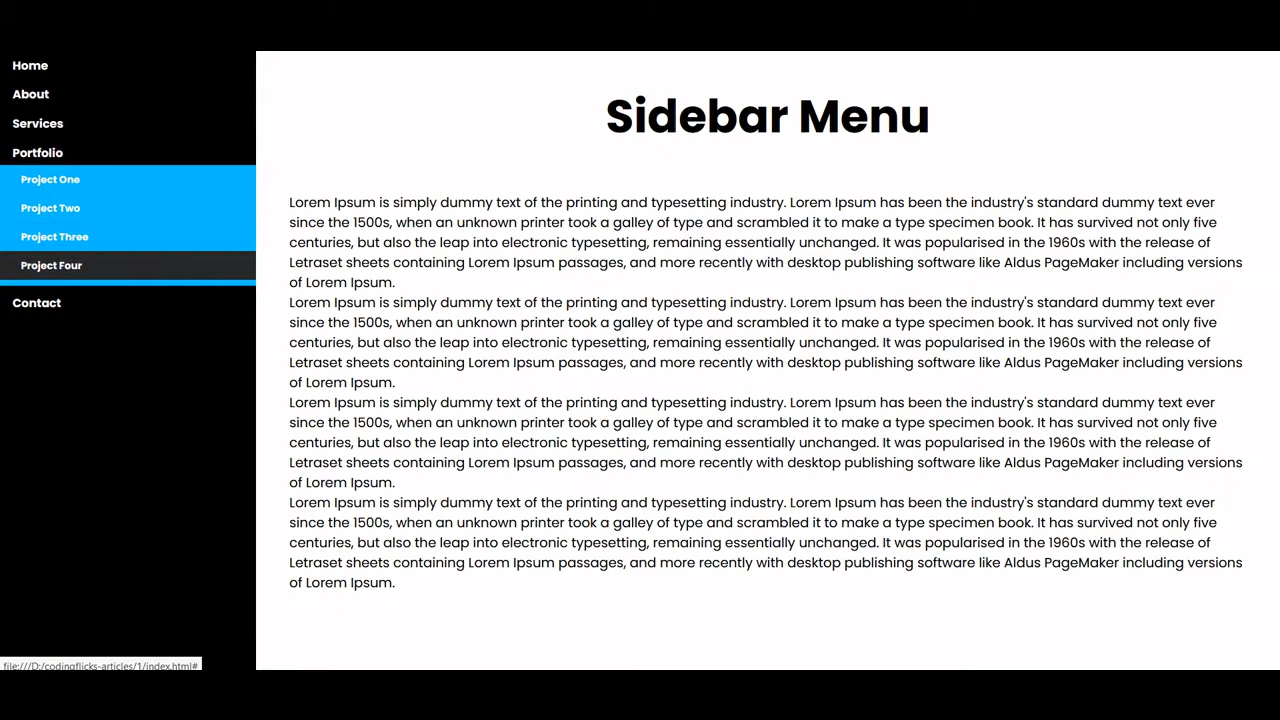 Home
About
Services
Portfolio
Project One
Project Two
Project Three
Project Four
Contact
Sidebar Menu
Lorem Ipsum is simply dummy text of the printing and typesetting industry. Lorem Ipsum has been the industry's standard dummy text ever
since the 1500s, when an unknown printer took a galley of type and scrambled it to make a type specimen book. It has survived not only five
centuries, but also the leap into electronic typesetting, remaining essentially unchanged. It was popularised in the 1960s with the release of
Letraset sheets containing Lorem Ipsum passages, and more recently with desktop publishing software like Aldus PageMaker including versions
of Lorem Ipsum.
Lorem Ipsum is simply dummy text of the printing and typesetting industry. Lorem Ipsum has been the industry's standard dummy text ever
since the 1500s, when an unknown printer took a galley of type and scrambled it to make a type specimen book. It has survived not only five
centuries, but also the leap into electronic typesetting, remaining essentially unchanged. It was popularised in the 1960s with the release of
Letraset sheets containing Lorem Ipsum passages, and more recently with desktop publishing software like Aldus PageMaker including versions
of Lorem Ipsum.
Lorem Ipsum is simply dummy text of the printing and typesetting industry. Lorem Ipsum has been the industry's standard dummy text ever
since the 1500s, when an unknown printer took a galley of type and scrambled it to make a type specimen book. It has survived not only five
centuries, but also the leap into electronic typesetting, remaining essentially unchanged. It was popularised in the 1960s with the release of
Letraset sheets containing Lorem Ipsum passages, and more recently with desktop publishing software like Aldus PageMaker including versions
of Lorem Ipsum.
Lorem Ipsum is simply dummy text of the printing and typesetting industry. Lorem Ipsum has been the industry's standard dummy text ever
since the 1500s, when an unknown printer took a galley of type and scrambled it to make a type specimen book. It has survived not only five
centuries, but also the leap into electronic typesetting, remaining essentially unchanged. It was popularised in the 1960s with the release of
Letraset sheets containing Lorem Ipsum passages, and more recently with desktop publishing software like Aldus PageMaker including versions
of Lorem Ipsum.
file:///D:/codingflicks-articles/1/index.html#